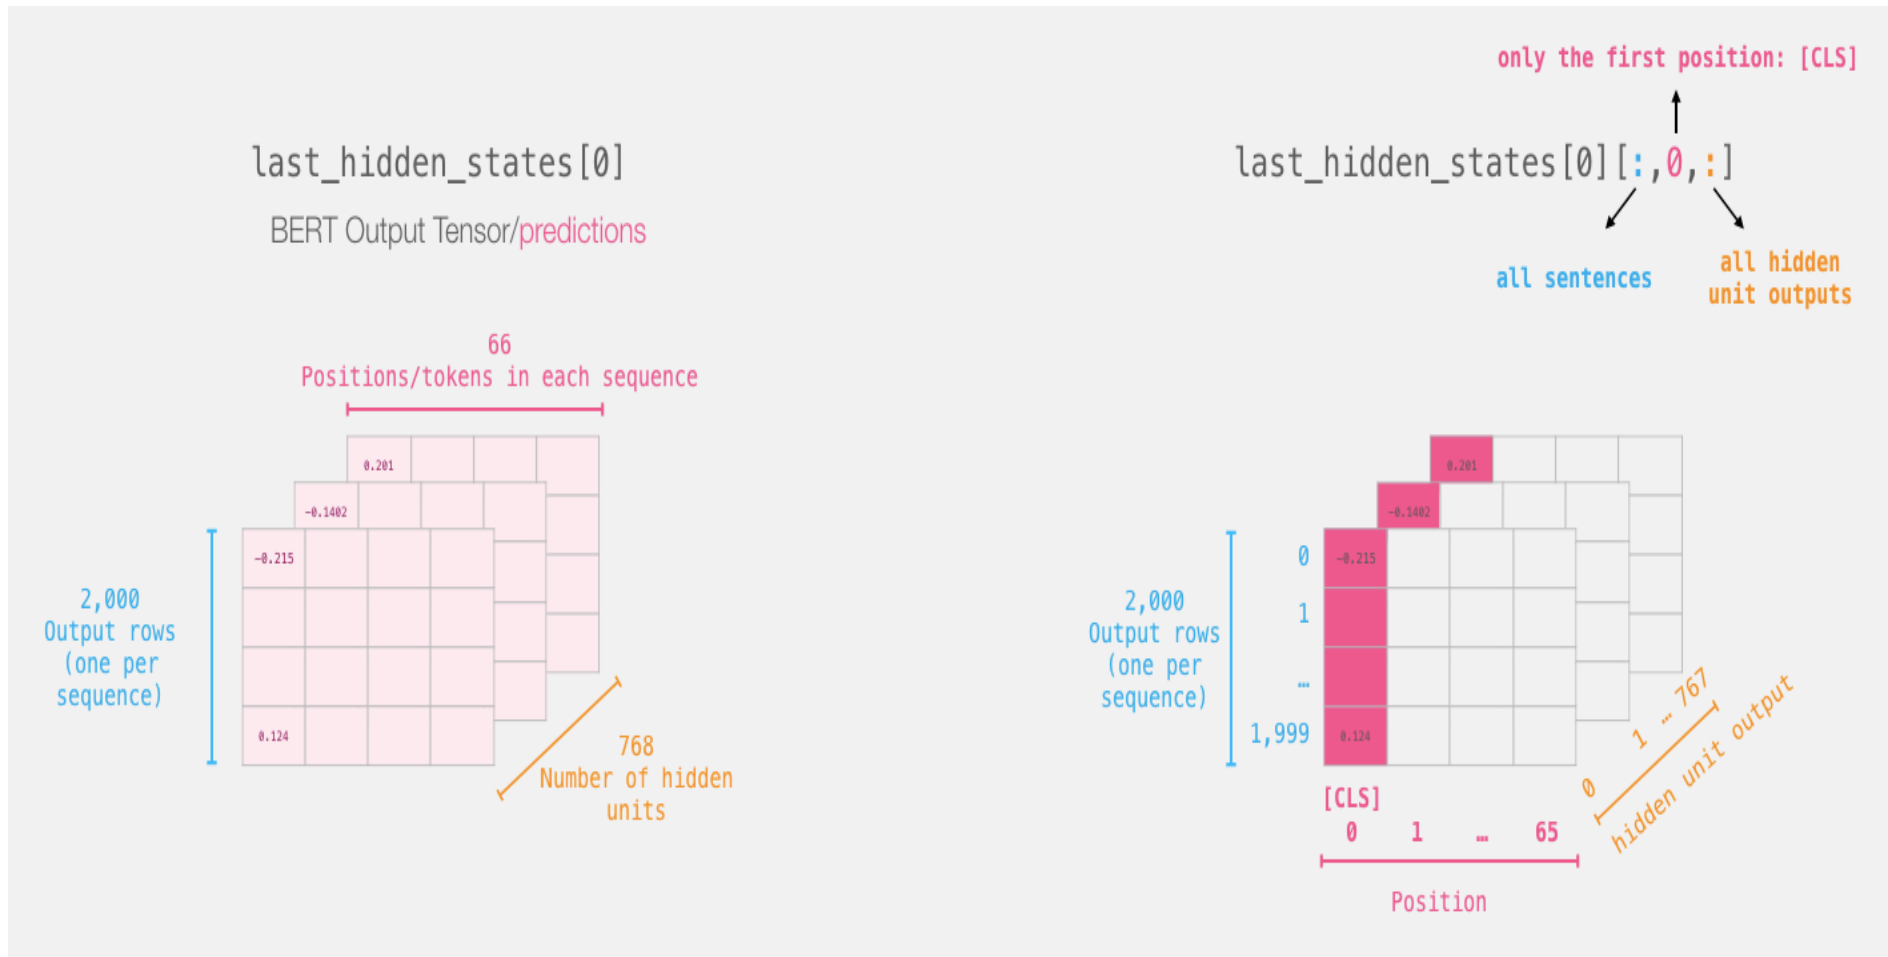 last_hidden_states[0]
BERT Output Tensor/predictions
66
Positions/tokens in each sequence
0.201
-0.1402
-0.215
0.124
2,000
Output rows
(one per
sequence)
768
Number of hidden
units
only the first position: [CLS]
last_hidden_states[0][:,0,:]
all sentences
all hidden
unit outputs
0.201
-0.1402
-0.215
0.124
2,000
Output rows
(one per
sequence)
0
1
…
1,999
[CLS]
0 1 … 65
Position
0 1 … 767
hidden unit output